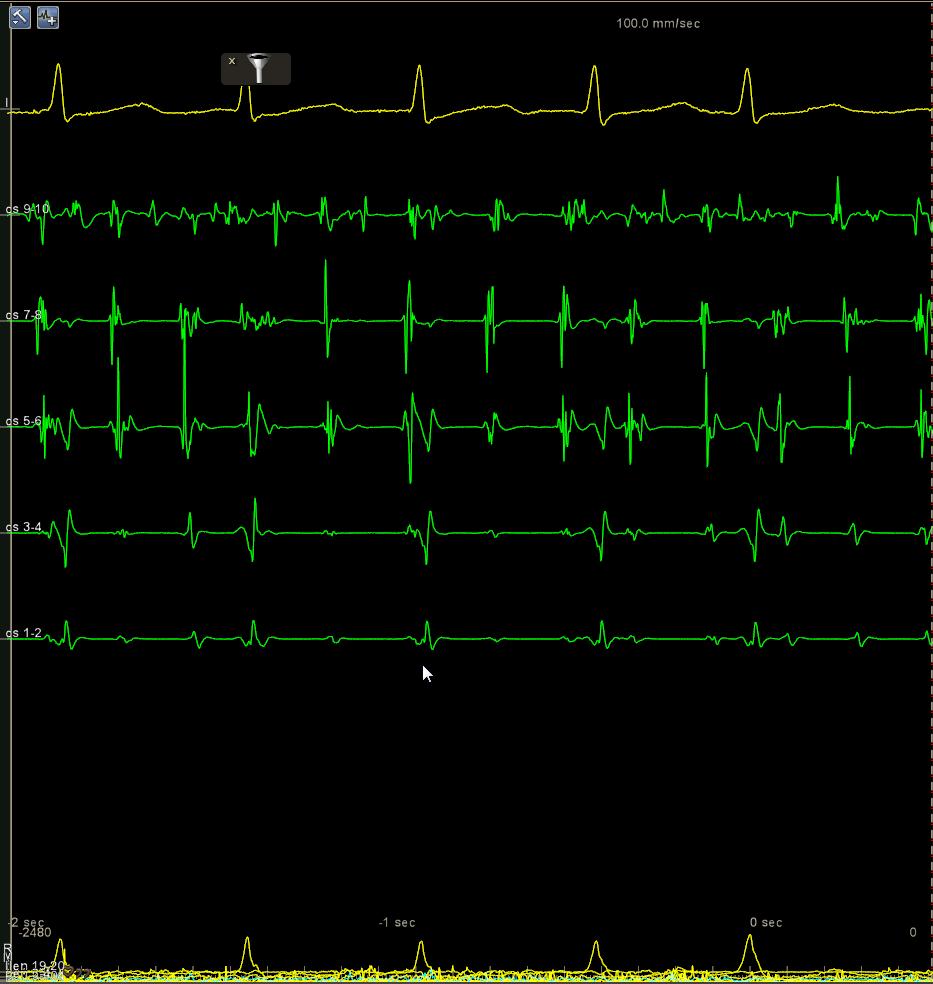 100.0 mm/sec
x
I
cs 9-10
cs 7-8
cs 5-6
cs 3-4
cs 1-2
-2 sec -1 sec 0 sec
-2480 0